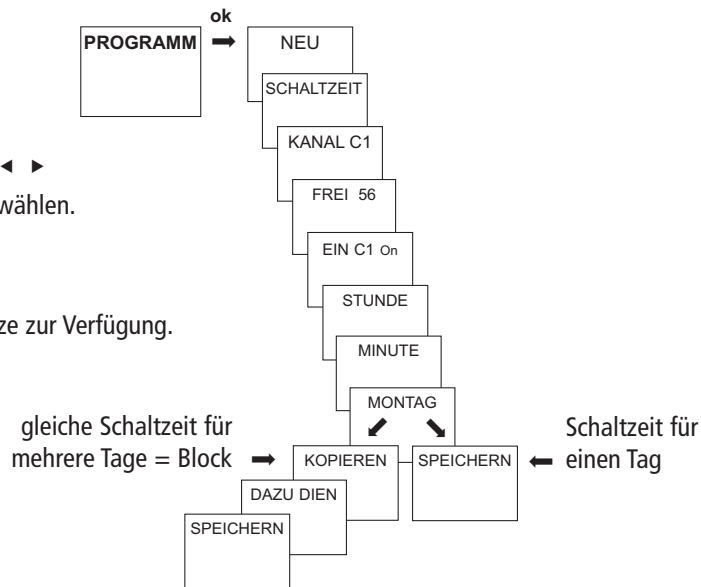 ok
PROGRAMM
NEU
SCHALTZEIT
KANAL C1
wählen.
FREI 56
EIN C1 On
STUNDE
ze zur Verfügung.
MINUTE
MONTAG
gleiche Schaltzeit für
mehrere Tage = Block
KOPIEREN
SPEICHERN
Schaltzeit für
einen Tag
DAZU DIEN
SPEICHERN